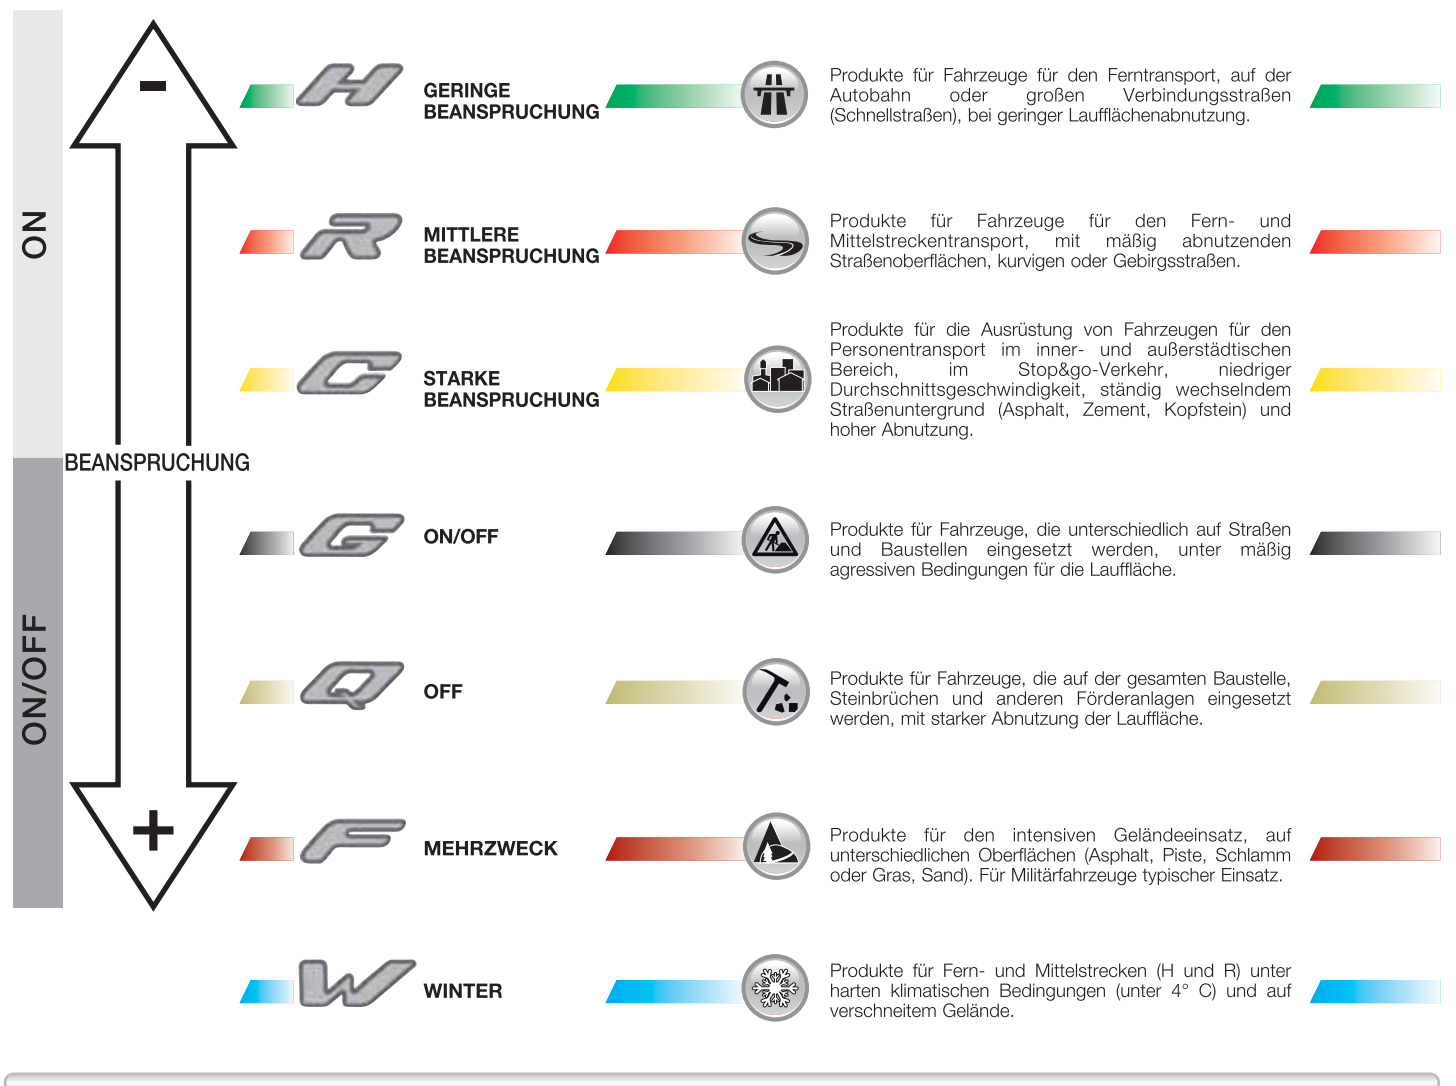 ON
ON/OFF
-
BEANSPRUCHUNG
+
H
GERINGE
BEANSPRUCHUNG
Produkte für Fahrzeuge für den Ferntransport, auf der
Autobahn oder großen Verbindungsstraßen
(Schnellstraßen), bei geringer Laufflächenabnutzung.
R
MITTLERE
BEANSPRUCHUNG
Produkte für Fahrzeuge für den Fern- und
Mittelstreckentransport, mit mäßig abnutzenden
Straßenoberflächen, kurvigen oder Gebirgsstraßen.
C
STARKE
BEANSPRUCHUNG
Produkte für die Ausrüstung von Fahrzeugen für den
Personentransport im inner- und außerstädtischen
Bereich, im Stop&go-Verkehr, niedriger
Durchschnittsgeschwindigkeit, ständig wechselndem
Straßenuntergrund (Asphalt, Zement, Kopfstein) und
hoher Abnutzung.
G
ON/OFF
Produkte für Fahrzeuge, die unterschiedlich auf Straßen
und Baustellen eingesetzt werden, unter mäßig
agressiven Bedingungen für die Lauffläche.
Q
OFF
Produkte für Fahrzeuge, die auf der gesamten Baustelle,
Steinbrüchen und anderen Förderanlagen eingesetzt
werden, mit starker Abnutzung der Lauffläche.
F
MEHRZWECK
Produkte für den intensiven Geländeeinsatz, auf
unterschiedlichen Oberflächen (Asphalt, Piste, Schlamm
oder Gras, Sand). Für Militärfahrzeuge typischer Einsatz.
W
WINTER
Produkte für Fern- und Mittelstrecken (H und R) unter
harten klimatischen Bedingungen (unter 4° C) und auf
verschneitem Gelände.